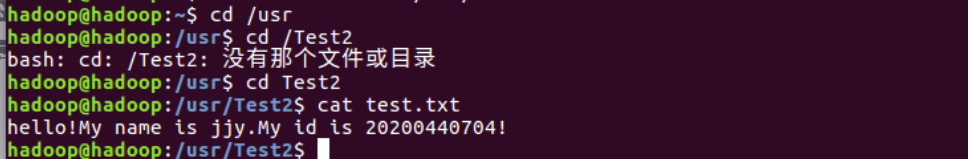 hadoop@hadoop:~$ cd /usr
hadoop@hadoop:/usr$ cd /Test2
bash: cd: /Test2: 没有那个文件或目录
hadoop@hadoop:/usr$ cd Test2
hadoop@hadoop:/usr/Test2$ cat test.txt
hello!My name is jjy.My id is 20200440704!
hadoop@hadoop:/usr/Test2$